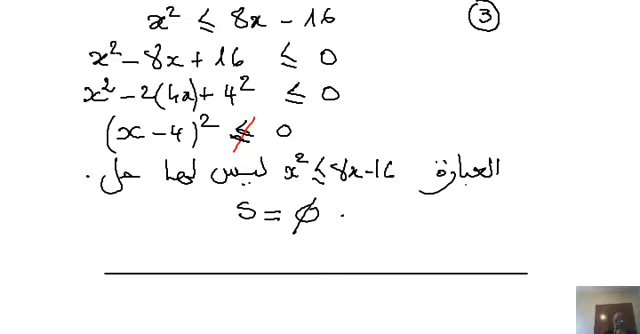 x² ≤ 8x - 16 ③
x² - 8x + 16 ≤ 0
x² - 2(4x) + 4² ≤ 0
(x - 4)² ≰ 0
العبارة x² ≤ 8x - 16 ليس لها حل .
S = ∅ .